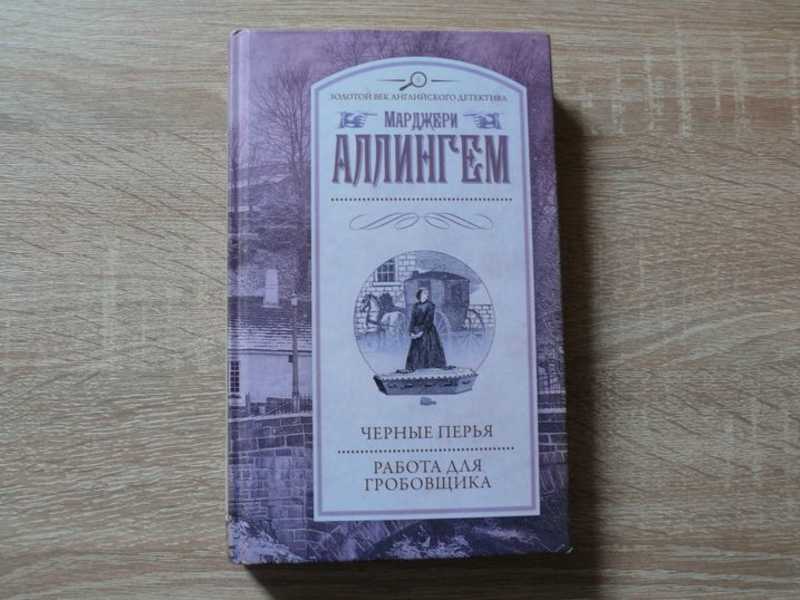 ЗОЛОТОЙ ВЕК АНГЛИЙСКОГО ДЕТЕКТИВА
МАРДЖЕРИ
АЛЛИНГЕМ
ЧЕРНЫЕ ПЕРЬЯ
РАБОТА ДЛЯ
ГРОБОВЩИКА